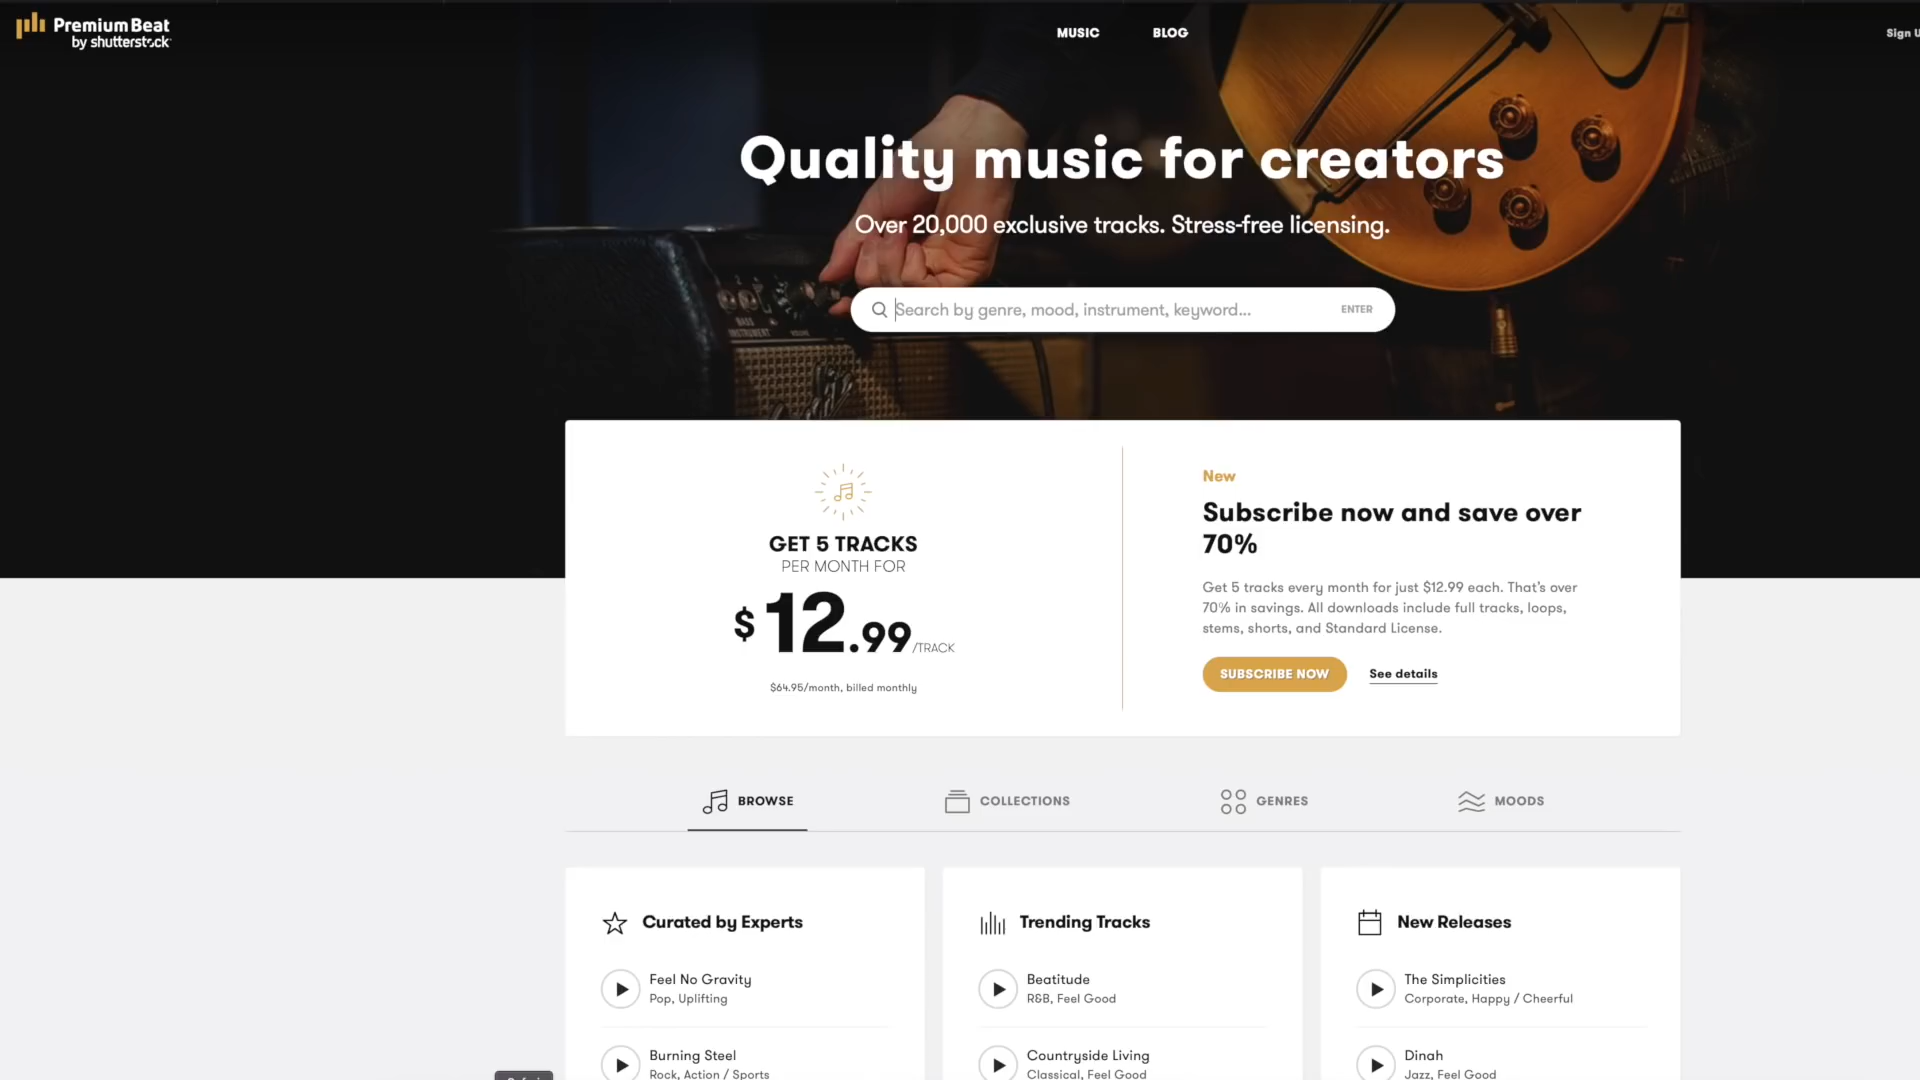 PremiumBeat
by shutterstock
MUSIC
BLOG
Sign U
Quality music for creators
Over 20,000 exclusive tracks. Stress-free licensing.
Search by genre, mood, instrument, keyword...
ENTER
GET 5 TRACKS
PER MONTH FOR
$12.99/TRACK
$64.95/month, billed monthly
New
Subscribe now and save over
70%
Get 5 tracks every month for just $12.99 each. That's over
70% in savings. All downloads include full tracks, loops,
stems, shorts, and Standard License.
SUBSCRIBE NOW
See details
BROWSE
COLLECTIONS
GENRES
MOODS
Curated by Experts
Feel No Gravity
Pop, Uplifting
Burning Steel
Rock, Action / Sports
Trending Tracks
Beatitude
R&B, Feel Good
Countryside Living
Classical, Feel Good
New Releases
The Simplicities
Corporate, Happy / Cheerful
Dinah
Jazz, Feel Good